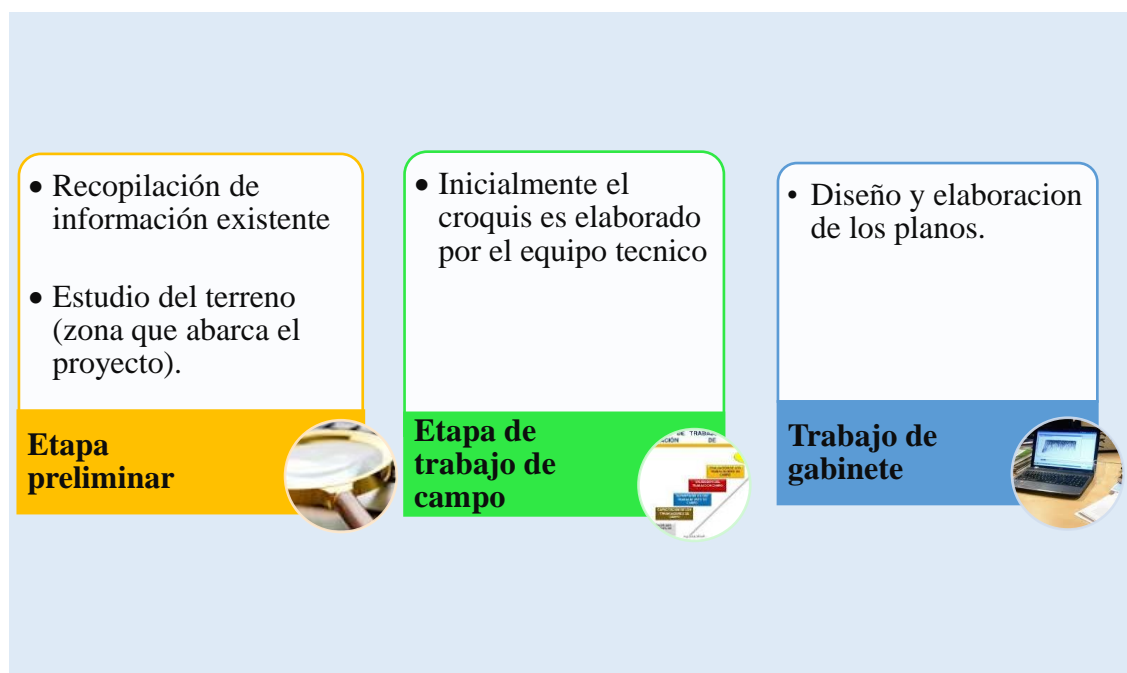 • Recopilación de
información existente
• Estudio del terreno
(zona que abarca el
proyecto).
Etapa
preliminar
• Inicialmente el
croquis es elaborado
por el equipo tecnico
Etapa de
trabajo de
campo
• Diseño y elaboracion
de los planos.
Trabajo de
gabinete